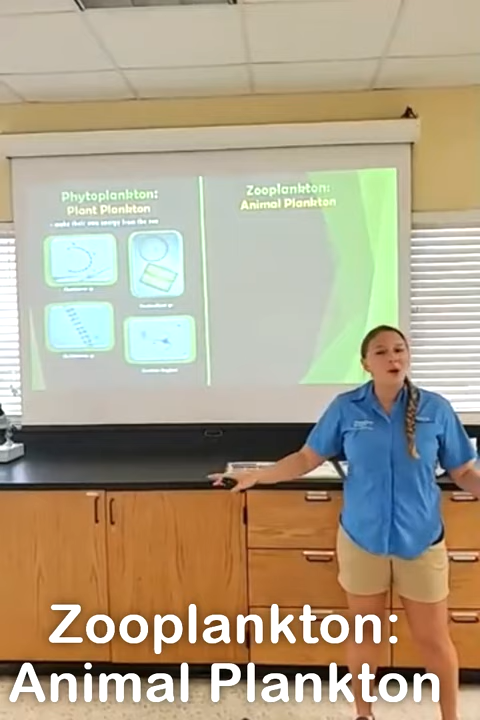 Phytoplankton:
Plant Plankton
- make their own energy from the sun
Zooplankton:
Animal Plankton
Zooplankton:
Animal Plankton